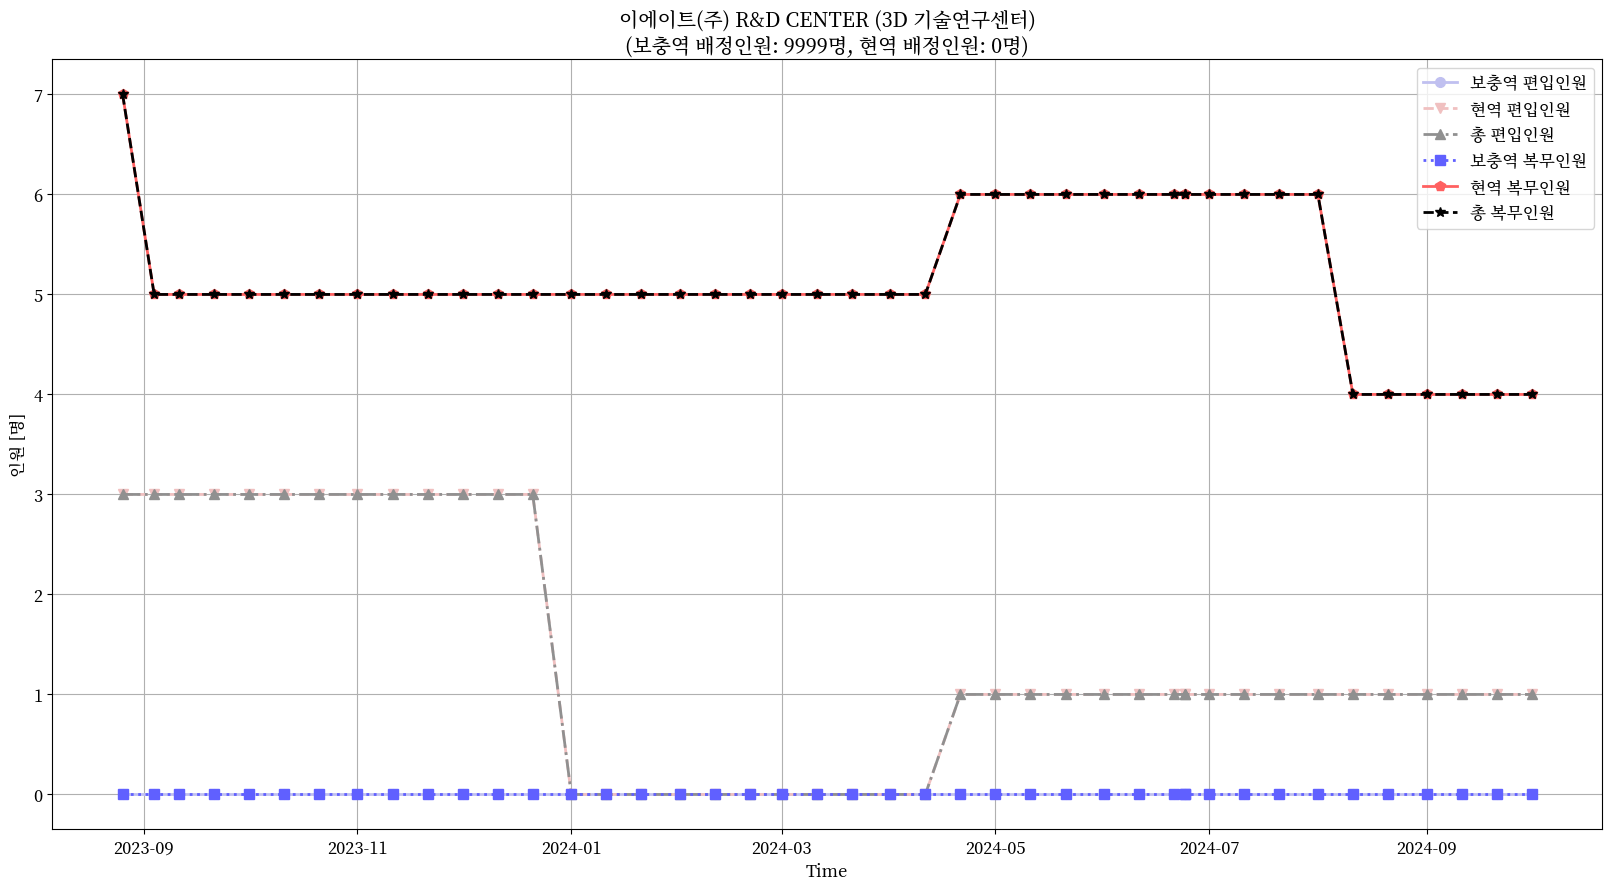 이에이트(주) R&D CENTER (3D 기술연구센터)
(보충역 배정인원: 9999명, 현역 배정인원: 0명)
보충역 편입인원
현역 편입인원
총 편입인원
보충역 복무인원
현역 복무인원
총 복무인원
인원 [명]
7
6
5
4
3
2
1
0
2023-09
2023-11
2024-01
2024-03
2024-05
2024-07
2024-09
Time